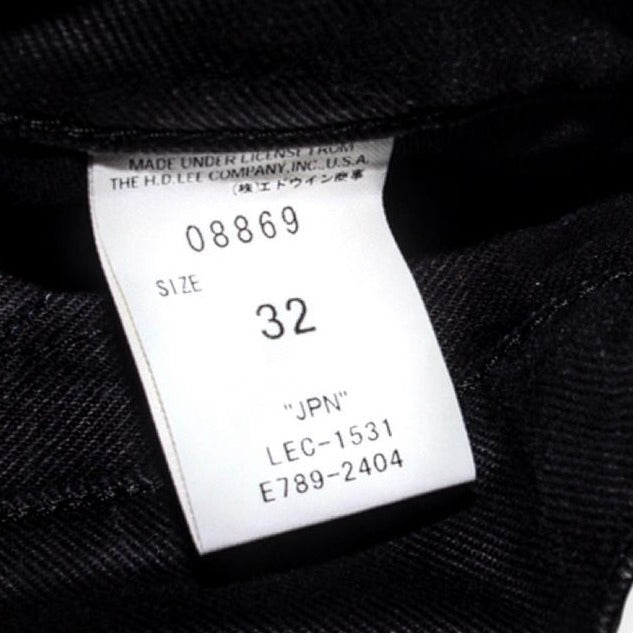 MADE UNDER LICENSE FROM
THE H.D.LEE COMPANY,INC.,U.S.A.
(株)エドウイン商事
08869
SIZE
32
"JPN"
LEC-1531
E789-2404